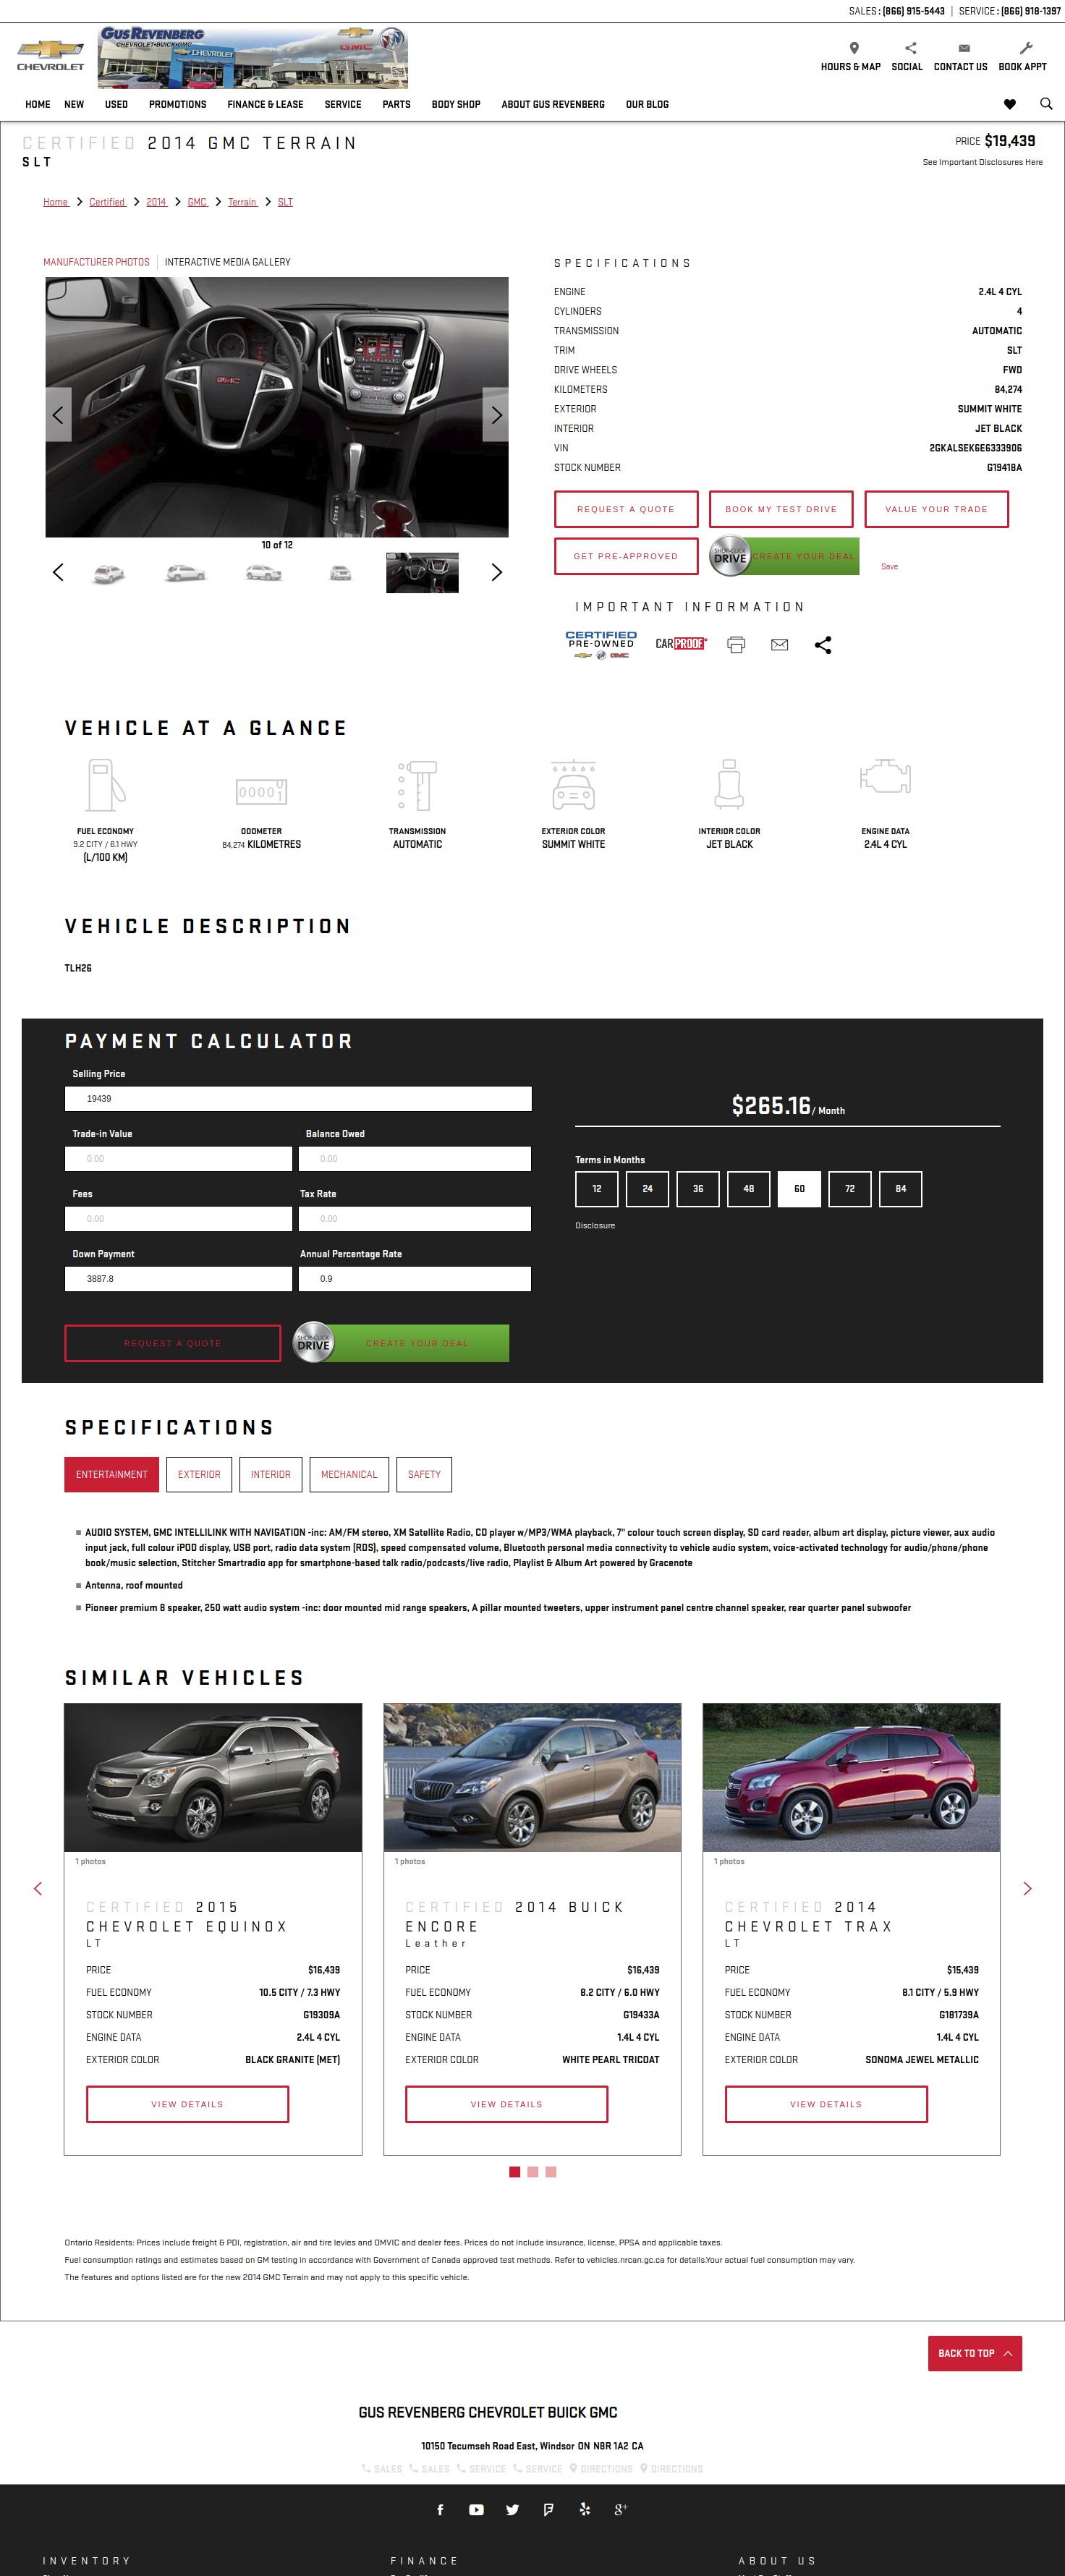 SALES : (866) 915-5443 | SERVICE : (866) 918-1397
GUS REVENBERG
CHEVROLET•BUICK•GMC
CHEVROLET
GMC
CHEVROLET
HOURS & MAP SOCIAL CONTACT US BOOK APPT
HOME NEW USED PROMOTIONS FINANCE & LEASE SERVICE PARTS BODY SHOP ABOUT GUS REVENBERG OUR BLOG
CERTIFIED 2014 GMC TERRAIN
SLT
PRICE $19,439
See Important Disclosures Here
Home > Certified > 2014 > GMC > Terrain > SLT
MANUFACTURER PHOTOS | INTERACTIVE MEDIA GALLERY
GMC
10 of 12
SPECIFICATIONS
ENGINE 2.4L 4 CYL
CYLINDERS 4
TRANSMISSION AUTOMATIC
TRIM SLT
DRIVE WHEELS FWD
KILOMETERS 84,274
EXTERIOR SUMMIT WHITE
INTERIOR JET BLACK
VIN 2GKALSEK6E6333906
STOCK NUMBER G19418A
REQUEST A QUOTE BOOK MY TEST DRIVE VALUE YOUR TRADE
GET PRE-APPROVED SHOP·CLICK DRIVE CREATE YOUR DEAL Save
IMPORTANT INFORMATION
CERTIFIED
PRE-OWNED
GMC
CARPROOF
VEHICLE AT A GLANCE
00001
FUEL ECONOMY
9.2 CITY / 6.1 HWY
(L/100 KM)
ODOMETER
84,274 KILOMETRES
TRANSMISSION
AUTOMATIC
EXTERIOR COLOR
SUMMIT WHITE
INTERIOR COLOR
JET BLACK
ENGINE DATA
2.4L 4 CYL
VEHICLE DESCRIPTION
TLH26
PAYMENT CALCULATOR
Selling Price
19439
Trade-in Value Balance Owed
0.00 0.00
Fees Tax Rate
0.00 0.00
Down Payment Annual Percentage Rate
3887.8 0.9
REQUEST A QUOTE SHOP·CLICK DRIVE CREATE YOUR DEAL
$265.16 / Month
Terms in Months
12 24 36 48 60 72 84
Disclosure
SPECIFICATIONS
ENTERTAINMENT EXTERIOR INTERIOR MECHANICAL SAFETY
AUDIO SYSTEM, GMC INTELLILINK WITH NAVIGATION -inc: AM/FM stereo, XM Satellite Radio, CD player w/MP3/WMA playback, 7" colour touch screen display, SD card reader, album art display, picture viewer, aux audio
input jack, full colour iPOD display, USB port, radio data system (RDS), speed compensated volume, Bluetooth personal media connectivity to vehicle audio system, voice-activated technology for audio/phone/phone
book/music selection, Stitcher Smartradio app for smartphone-based talk radio/podcasts/live radio, Playlist & Album Art powered by Gracenote
Antenna, roof mounted
Pioneer premium 8 speaker, 250 watt audio system -inc: door mounted mid range speakers, A pillar mounted tweeters, upper instrument panel centre channel speaker, rear quarter panel subwoofer
SIMILAR VEHICLES
1 photos
CERTIFIED 2015
CHEVROLET EQUINOX
LT
PRICE $16,439
FUEL ECONOMY 10.5 CITY / 7.3 HWY
STOCK NUMBER G19309A
ENGINE DATA 2.4L 4 CYL
EXTERIOR COLOR BLACK GRANITE (MET)
VIEW DETAILS
1 photos
CERTIFIED 2014 BUICK
ENCORE
Leather
PRICE $16,439
FUEL ECONOMY 8.2 CITY / 6.0 HWY
STOCK NUMBER G19433A
ENGINE DATA 1.4L 4 CYL
EXTERIOR COLOR WHITE PEARL TRICOAT
VIEW DETAILS
1 photos
CERTIFIED 2014
CHEVROLET TRAX
LT
PRICE $15,439
FUEL ECONOMY 8.1 CITY / 5.9 HWY
STOCK NUMBER G181739A
ENGINE DATA 1.4L 4 CYL
EXTERIOR COLOR SONOMA JEWEL METALLIC
VIEW DETAILS
Ontario Residents: Prices include freight & PDI, registration, air and tire levies and OMVIC and dealer fees. Prices do not include insurance, license, PPSA and applicable taxes.
Fuel consumption ratings and estimates based on GM testing in accordance with Government of Canada approved test methods. Refer to vehicles.nrcan.gc.ca for details.Your actual fuel consumption may vary.
The features and options listed are for the new 2014 GMC Terrain and may not apply to this specific vehicle.
BACK TO TOP
GUS REVENBERG CHEVROLET BUICK GMC
10150 Tecumseh Road East, Windsor ON N8R 1A2 CA
SALES SALES SERVICE SERVICE DIRECTIONS DIRECTIONS
INVENTORY FINANCE ABOUT US